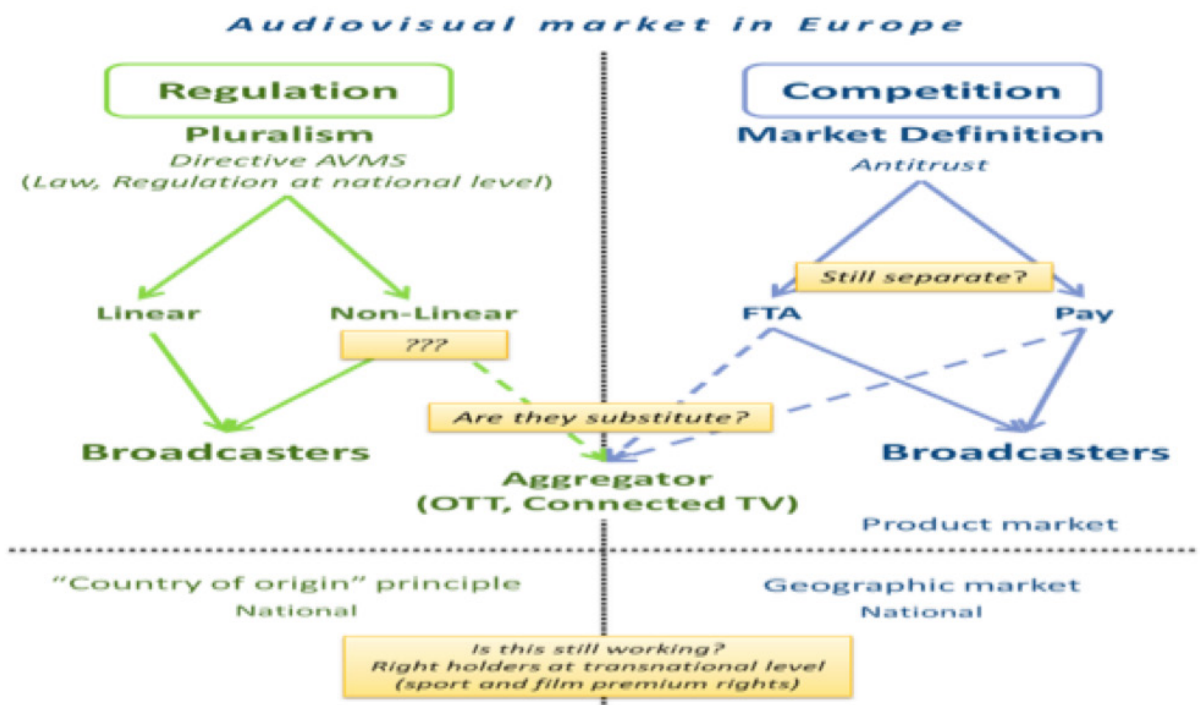 Audiovisual market in Europe
Regulation
Pluralism
Directive AVMS
(Law, Regulation at national level)
Linear
Non-Linear
???
Broadcasters
Competition
Market Definition
Antitrust
Still separate?
FTA
Pay
Broadcasters
Are they substitute?
Aggregator
(OTT, Connected TV)
Product market
“Country of origin” principle
National
Geographic market
National
Is this still working?
Right holders at transnational level
(sport and film premium rights)